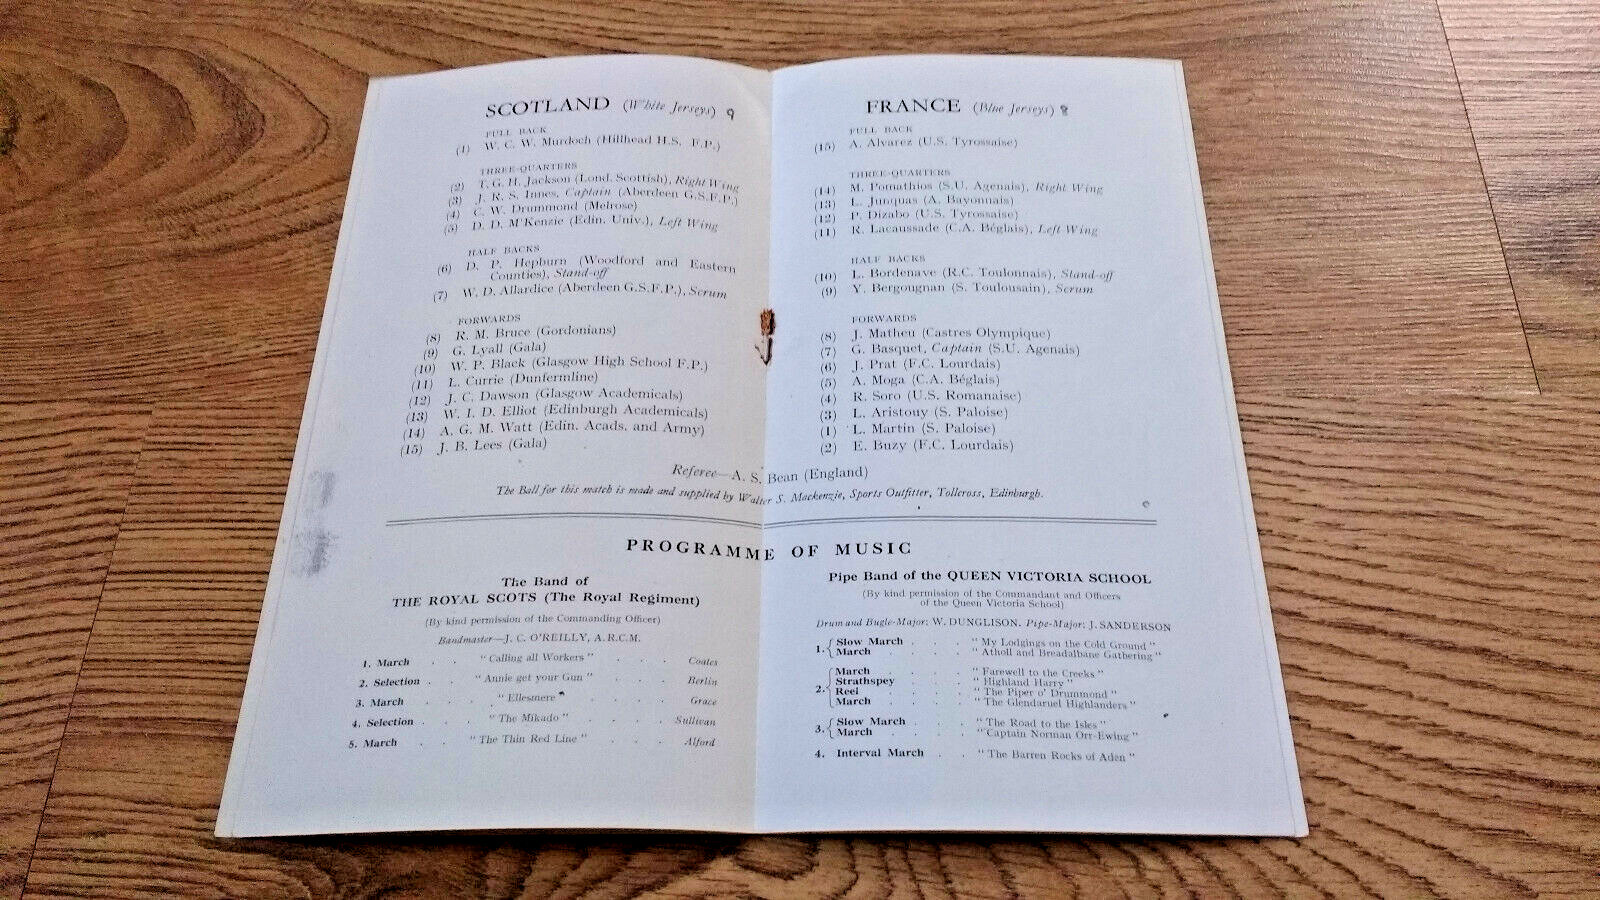 SCOTLAND (White Jerseys) 9
FULL BACK
(1) W. C. W. Murdoch (Hillhead H.S. F.P.)
THREE-QUARTERS
(2) T. G. H. Jackson (Lond. Scottish), Right Wing
(3) J. R. S. Innes, Captain (Aberdeen G.S.F.P.)
(4) C. W. Drummond (Melrose)
(5) D. D. M'Kenzie (Edin. Univ.), Left Wing
HALF BACKS
(6) D. P. Hepburn (Woodford and Eastern
Counties), Stand-off
(7) W. D. Allardice (Aberdeen G.S.F.P.), Scrum
FORWARDS
(8) R. M. Bruce (Gordonians)
(9) G. Lyall (Gala)
(10) W. P. Black (Glasgow High School F.P.)
(11) L. Currie (Dunfermline)
(12) J. C. Dawson (Glasgow Academicals)
(13) W. I. D. Elliot (Edinburgh Academicals)
(14) A. G. M. Watt (Edin. Acads. and Army)
(15) J. B. Lees (Gala)
FRANCE (Blue Jerseys) 8
FULL BACK
(15) A. Alvarez (U.S. Tyrossaise)
THREE-QUARTERS
(14) M. Pomathios (S.U. Agenais), Right Wing
(13) L. Junquas (A. Bayonnais)
(12) P. Dizabo (U.S. Tyrossaise)
(11) R. Lacaussade (C.A. Béglais), Left Wing
HALF BACKS
(10) L. Bordenave (R.C. Toulonnais), Stand-off
(9) Y. Bergougnan (S. Toulousain), Scrum
FORWARDS
(8) J. Matheu (Castres Olympique)
(7) G. Basquet, Captain (S.U. Agenais)
(6) J. Prat (F.C. Lourdais)
(5) A. Moga (C.A. Béglais)
(4) R. Soro (U.S. Romanaise)
(3) L. Aristouy (S. Paloise)
(1) L. Martin (S. Paloise)
(2) E. Buzy (F.C. Lourdais)
Referee—A. S. Bean (England)
The Ball for this match is made and supplied by Walter S. Mackenzie, Sports Outfitter, Tollcross, Edinburgh.
PROGRAMME OF MUSIC
The Band of
THE ROYAL SCOTS (The Royal Regiment)
(By kind permission of the Commanding Officer)
Bandmaster—J. C. O'REILLY, A.R.C.M.
1. March . . "Calling all Workers" . . . Coates
2. Selection . . "Annie get your Gun" . . . Berlin
3. March . . . . "Ellesmere" . . . . Grace
4. Selection . . . "The Mikado" . . . . Sullivan
5. March . . "The Thin Red Line" . . . Alford
Pipe Band of the QUEEN VICTORIA SCHOOL
(By kind permission of the Commandant and Officers
of the Queen Victoria School)
Drum and Bugle-Major: W. DUNGLISON. Pipe-Major: J. SANDERSON
1. { Slow March . . . "My Lodgings on the Cold Ground"
March . . . . "Atholl and Breadalbane Gathering"
2. { March . . . . "Farewell to the Creeks"
Strathspey . . . "Highland Harry"
Reel . . . . "The Piper o' Drummond"
March . . . . "The Glendaruel Highlanders"
3. { Slow March . . . "The Road to the Isles"
March . . . . "Captain Norman Orr-Ewing"
4. Interval March . . "The Barren Rocks of Aden"